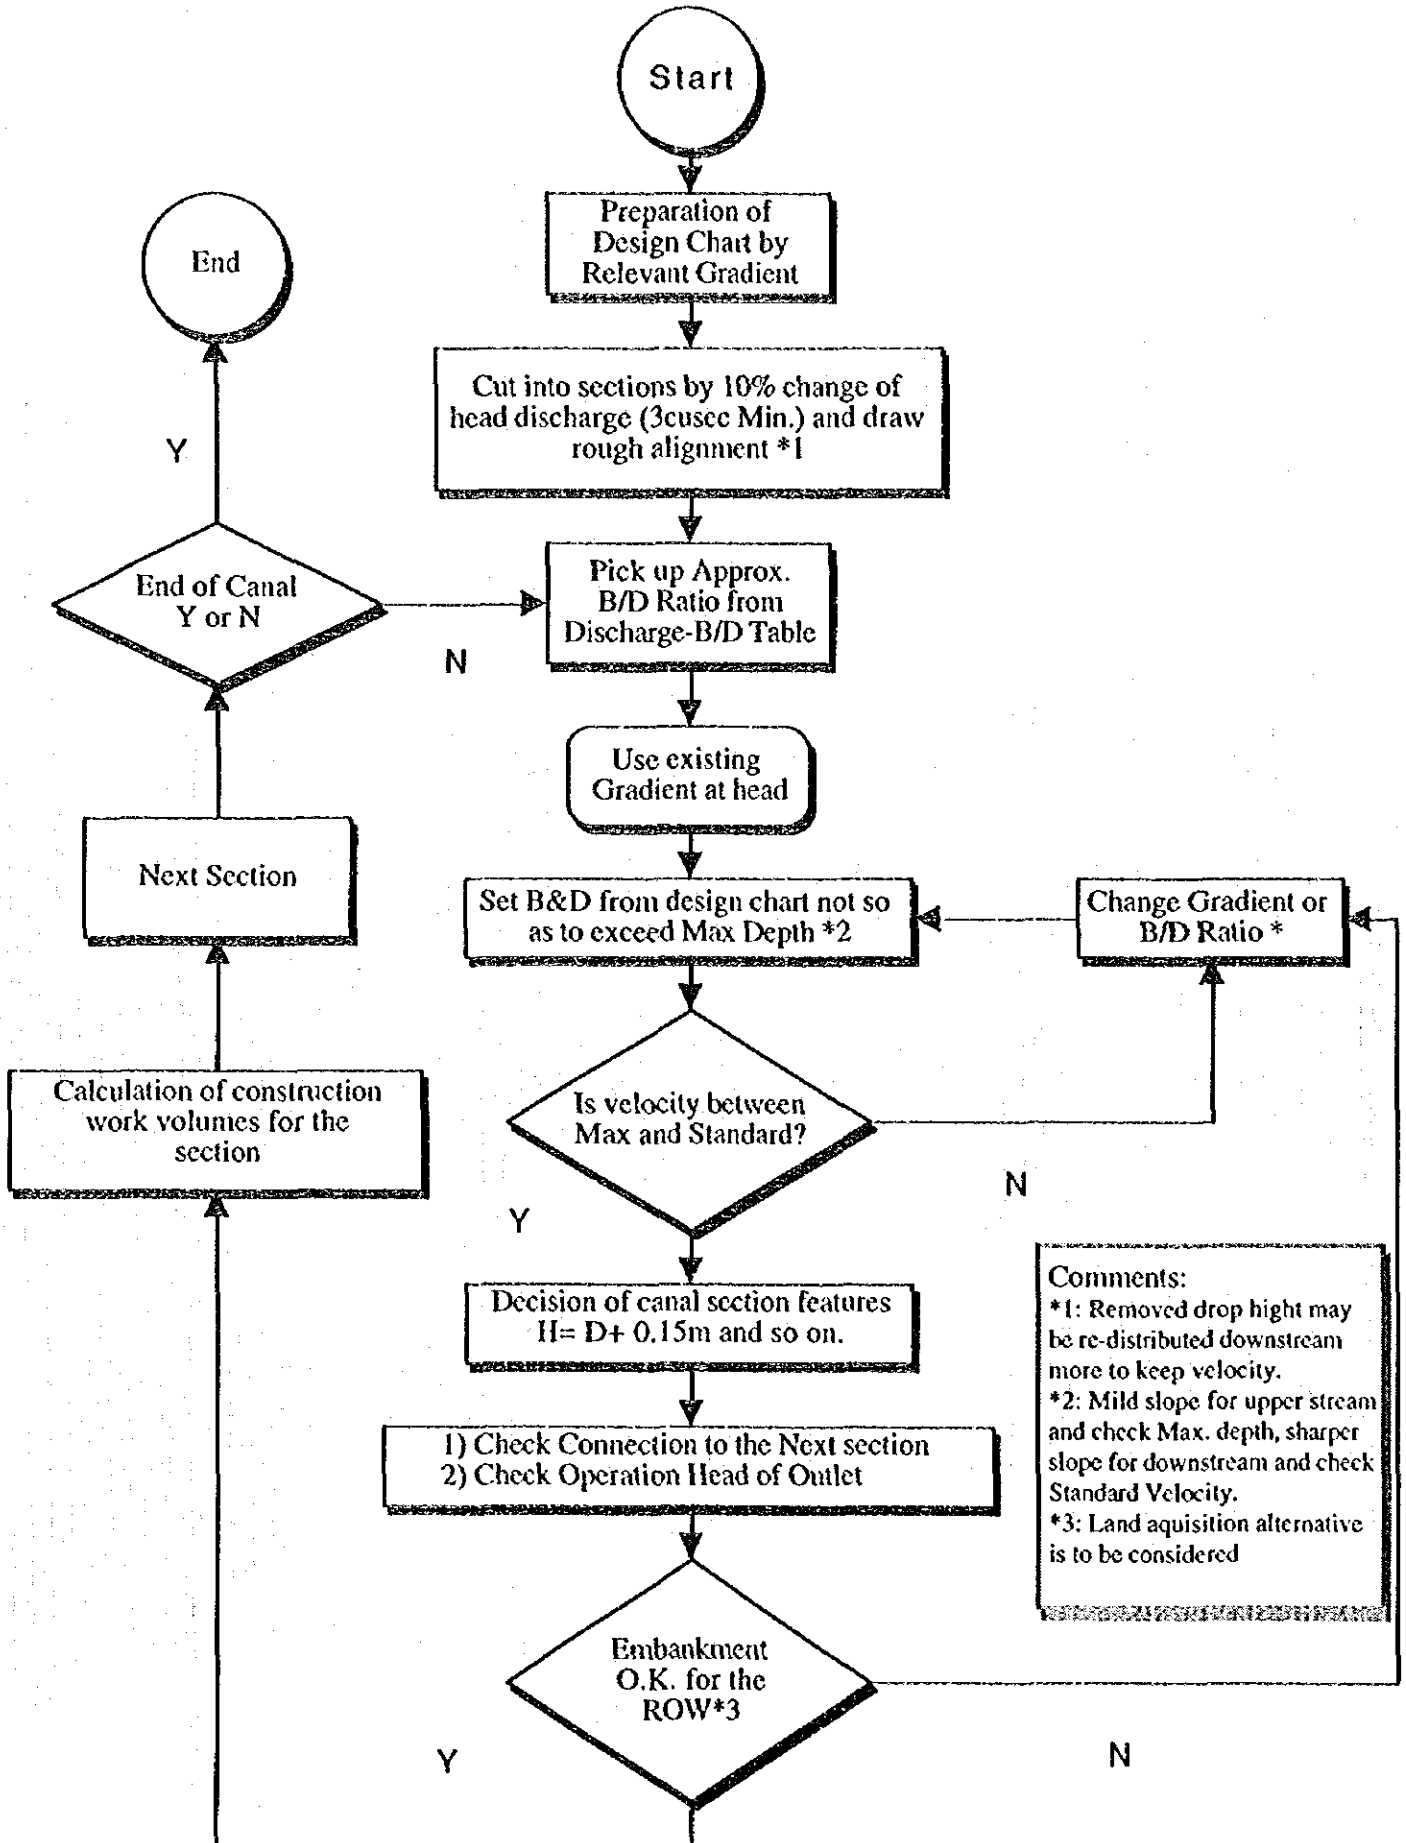 Start
Preparation of
Design Chart by
Relevant Gradient
End
Cut into sections by 10% change of
head discharge (3cusec Min.) and draw
rough alignment *1
Y
End of Canal
Y or N
N
Pick up Approx.
B/D Ratio from
Discharge-B/D Table
Use existing
Gradient at head
Next Section
Set B&D from design chart not so
as to exceed Max Depth *2
Change Gradient or
B/D Ratio *
Calculation of construction
work volumes for the
section
Is velocity between
Max and Standard?
N
Y
Decision of canal section features
H= D+ 0.15m and so on.
Comments:
*1: Removed drop hight may
be re-distributed downstream
more to keep velocity.
*2: Mild slope for upper stream
and check Max. depth, sharper
slope for downstream and check
Standard Velocity.
*3: Land aquisition alternative
is to be considered
1) Check Connection to the Next section
2) Check Operation Head of Outlet
Embankment
O.K. for the
ROW*3
Y
N